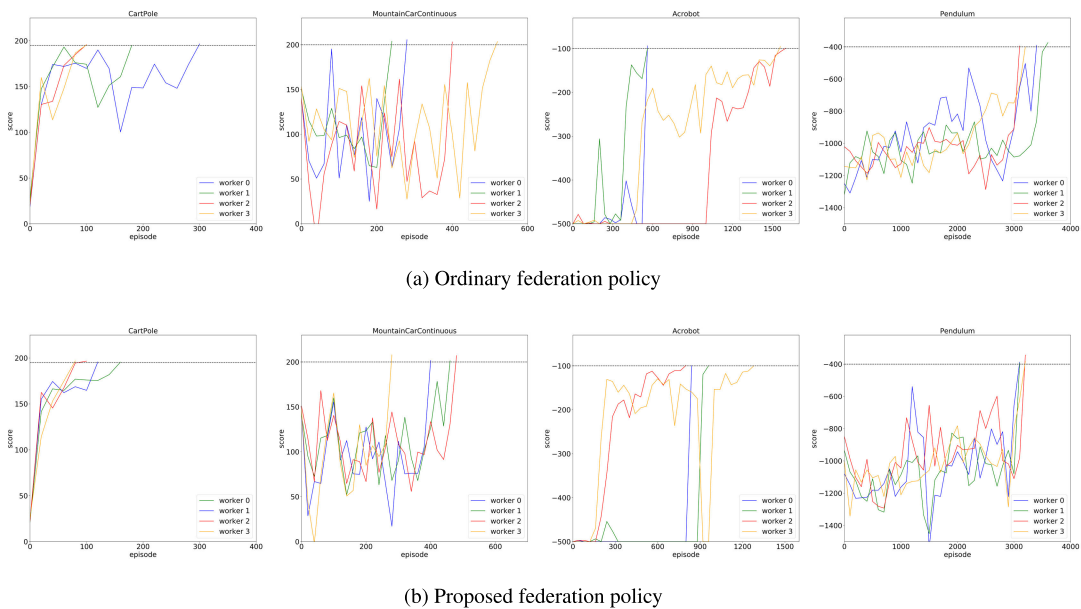 CartPole
score
200
150
100
50
0
0 100 200 300 400
episode
worker 0
worker 1
worker 2
worker 3
MountainCarContinuous
score
200
150
100
50
0
0 200 400 600
episode
worker 0
worker 1
worker 2
worker 3
Acrobot
score
−100
−200
−300
−400
−500
0 300 600 900 1200 1500
episode
worker 0
worker 1
worker 2
worker 3
Pendulum
score
−400
−600
−800
−1000
−1200
−1400
0 1000 2000 3000 4000
episode
worker 0
worker 1
worker 2
worker 3
(a) Ordinary federation policy
CartPole
score
200
150
100
50
0
0 100 200 300 400
episode
worker 0
worker 1
worker 2
worker 3
MountainCarContinuous
score
200
150
100
50
0
0 200 400 600
episode
worker 0
worker 1
worker 2
worker 3
Acrobot
score
−100
−200
−300
−400
−500
0 300 600 900 1200 1500
episode
worker 0
worker 1
worker 2
worker 3
Pendulum
score
−400
−600
−800
−1000
−1200
−1400
0 1000 2000 3000 4000
episode
worker 0
worker 1
worker 2
worker 3
(b) Proposed federation policy